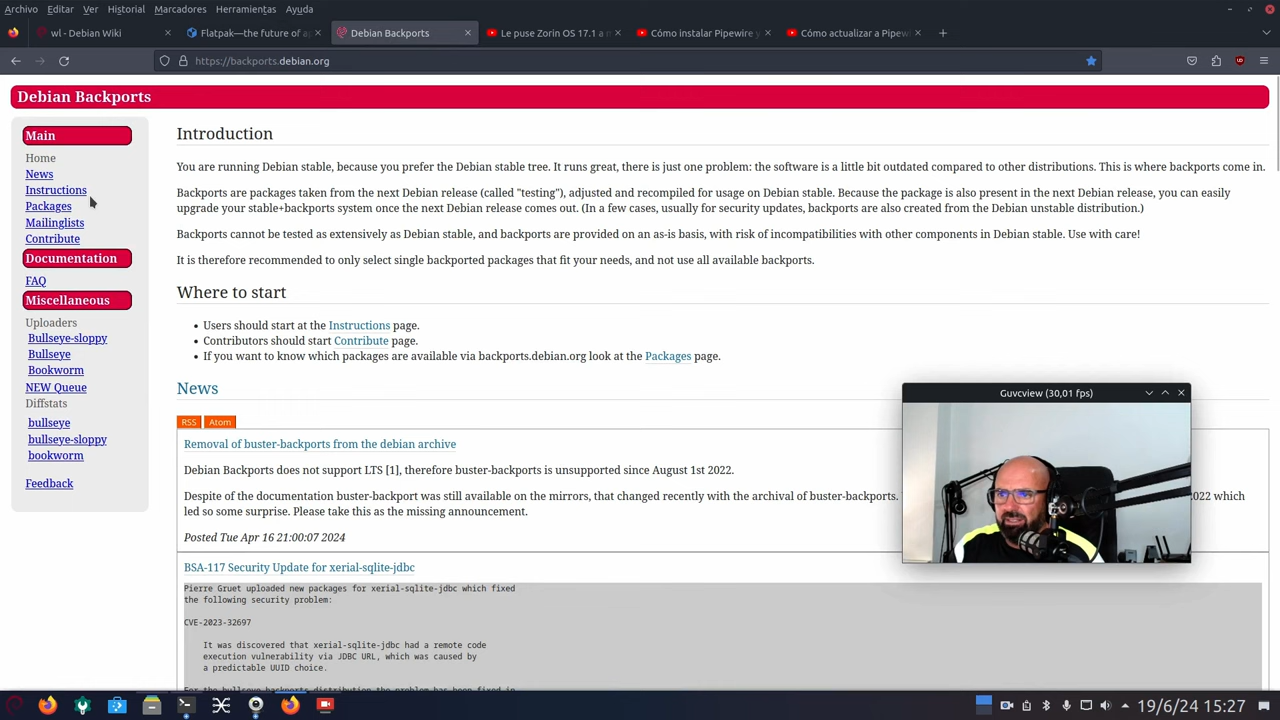 Archivo Editar Ver Historial Marcadores Herramientas Ayuda
wl - Debian Wiki
Flatpak—the future of a
Debian Backports
Le puse Zorin OS 17.1 a m
Cómo instalar Pipewire y
Cómo actualizar a Pipewi
https://backports.debian.org
Debian Backports
Main
Home
News
Instructions
Packages
Mailinglists
Contribute
Documentation
FAQ
Miscellaneous
Uploaders
Bullseye-sloppy
Bullseye
Bookworm
NEW Queue
Diffstats
bullseye
bullseye-sloppy
bookworm
Feedback
Introduction
You are running Debian stable, because you prefer the Debian stable tree. It runs great, there is just one problem: the software is a little bit outdated compared to other distributions. This is where backports come in.
Backports are packages taken from the next Debian release (called "testing"), adjusted and recompiled for usage on Debian stable. Because the package is also present in the next Debian release, you can easily
upgrade your stable+backports system once the next Debian release comes out. (In a few cases, usually for security updates, backports are also created from the Debian unstable distribution.)
Backports cannot be tested as extensively as Debian stable, and backports are provided on an as-is basis, with risk of incompatibilities with other components in Debian stable. Use with care!
It is therefore recommended to only select single backported packages that fit your needs, and not use all available backports.
Where to start
• Users should start at the Instructions page.
• Contributors should start Contribute page.
• If you want to know which packages are available via backports.debian.org look at the Packages page.
News
RSS Atom
Removal of buster-backports from the debian archive
Debian Backports does not support LTS [1], therefore buster-backports is unsupported since August 1st 2022.
Despite of the documentation buster-backport was still available on the mirrors, that changed recently with the archival of buster-backports. 022 which
led so some surprise. Please take this as the missing announcement.
Posted Tue Apr 16 21:00:07 2024
BSA-117 Security Update for xerial-sqlite-jdbc
Pierre Gruet uploaded new packages for xerial-sqlite-jdbc which fixed
the following security problem:
CVE-2023-32697
It was discovered that xerial-sqlite-jdbc had a remote code
execution vulnerability via JDBC URL, which was caused by
a predictable UUID choice.
For the bullseye-backports distribution the problem has been fixed in
Guvcview (30,01 fps)
19/6/24 15:27